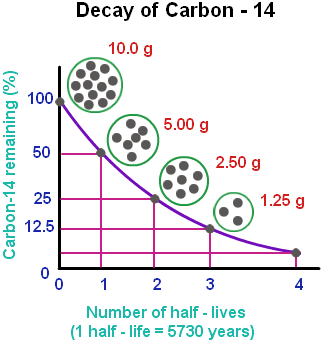 Decay of Carbon - 14
10.0 g
5.00 g
2.50 g
1.25 g
Carbon-14 remaining (%)
100
50
25
12.5
0
0 1 2 3 4
Number of half - lives
(1 half - life = 5730 years)